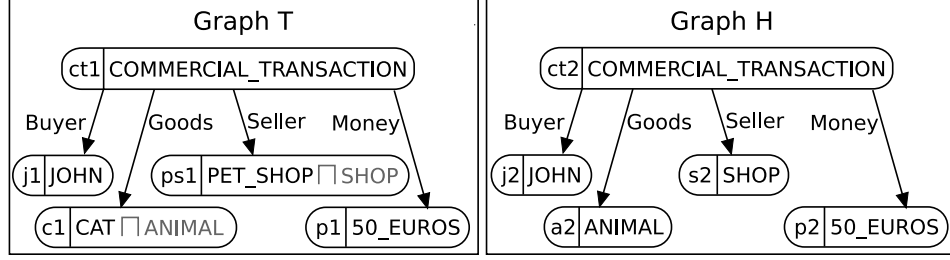 Graph T
ct1 COMMERCIAL_TRANSACTION
Buyer Goods Seller Money
j1 JOHN ps1 PET_SHOP ⊓ SHOP
c1 CAT ⊓ ANIMAL p1 50_EUROS
Graph H
ct2 COMMERCIAL_TRANSACTION
Buyer Goods Seller Money
j2 JOHN s2 SHOP
a2 ANIMAL p2 50_EUROS